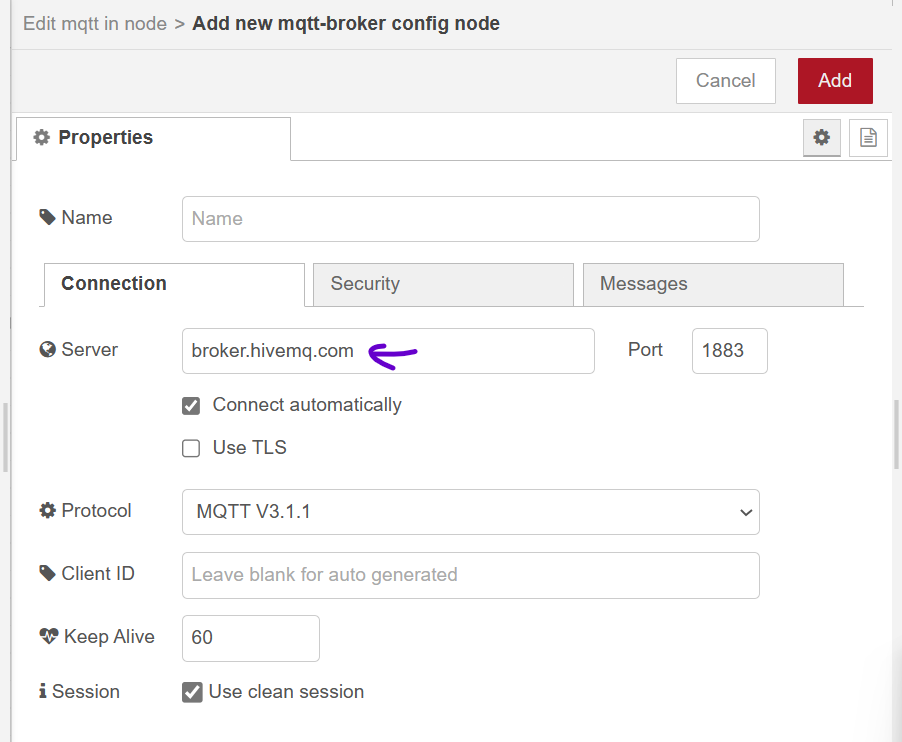 Edit mqtt in node > Add new mqtt-broker config node
Cancel Add
Properties
Name Name
Connection Security Messages
Server broker.hivemq.com Port 1883
Connect automatically
Use TLS
Protocol MQTT V3.1.1
Client ID Leave blank for auto generated
Keep Alive 60
Session Use clean session